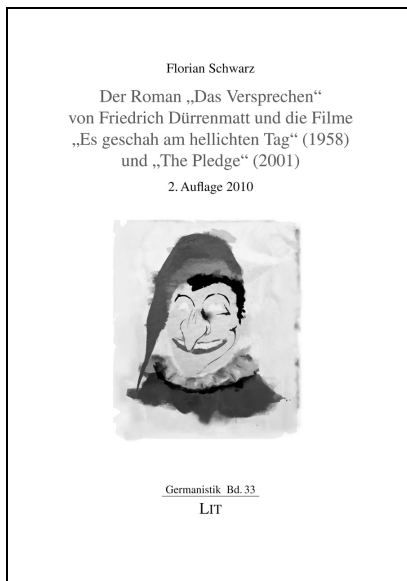 Florian Schwarz
Der Roman „Das Versprechen“
von Friedrich Dürrenmatt und die Filme
„Es geschah am hellichten Tag“ (1958)
und „The Pledge“ (2001)
2. Auflage 2010
Germanistik Bd. 33
LIT